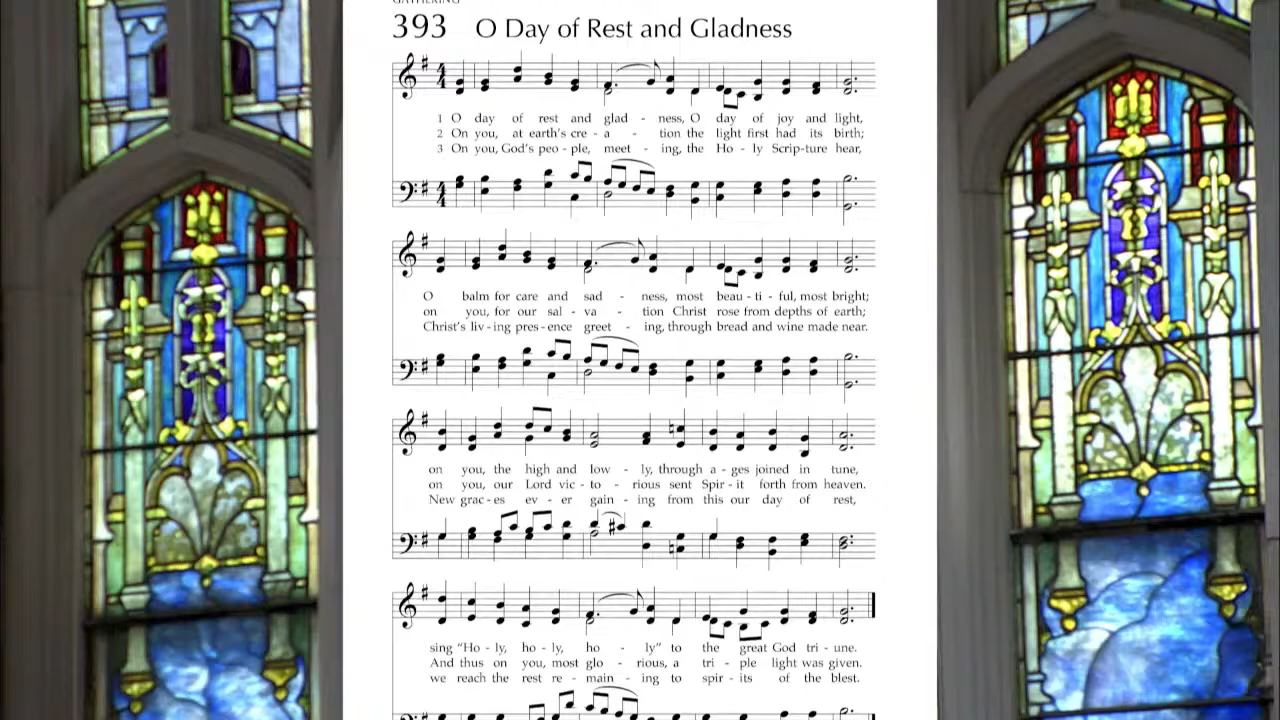 GATHERING
393 O Day of Rest and Gladness
1 O day of rest and glad - ness, O day of joy and light,
2 On you, at earth's cre - a - tion the light first had its birth;
3 On you, God's peo - ple, meet - ing, the Ho - ly Scrip - ture hear,
O balm for care and sad - ness, most beau - ti - ful, most bright;
on you, for our sal - va - tion Christ rose from depths of earth;
Christ's liv - ing pres - ence greet - ing, through bread and wine made near.
on you, the high and low - ly, through a - ges joined in tune,
on you, our Lord vic - to - rious sent Spir - it forth from heaven.
New grac - es ev - er gain - ing from this our day of rest,
sing "Ho - ly, ho - ly, ho - ly" to the great God tri - une.
And thus on you, most glo - rious, a tri - ple light was given.
we reach the rest re - main - ing to spir - its of the blest.